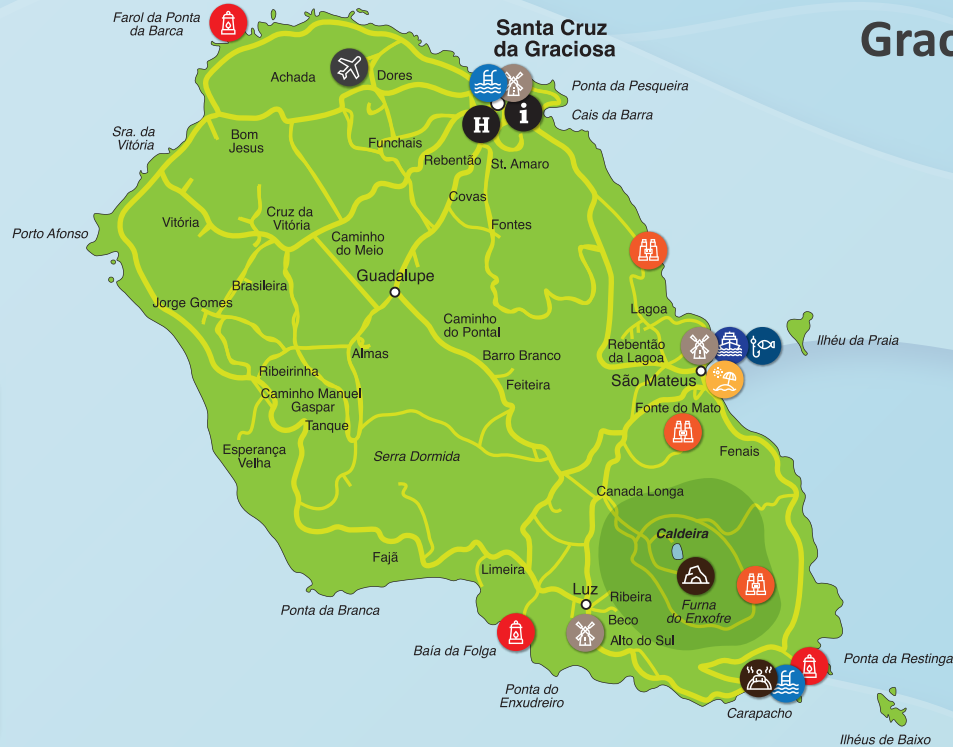 Farol da Ponta
da Barca
Santa Cruz
da Graciosa
Grac
Achada
Dores
Ponta da Pesqueira
Cais da Barra
H
i
Sra. da
Vitória
Bom
Jesus
Funchais
Rebentão
St. Amaro
Covas
Vitória
Cruz da
Vitória
Fontes
Porto Afonso
Caminho
do Meio
Guadalupe
Brasileira
Jorge Gomes
Lagoa
Caminho
do Pontal
Ilhéu da Praia
Rebentão
da Lagoa
Almas
Barro Branco
Ribeirinha
São Mateus
Feiteira
Caminho Manuel
Gaspar
Fonte do Mato
Tanque
Esperança
Velha
Serra Dormida
Fenais
Canada Longa
Caldeira
Fajã
Limeira
Luz
Ribeira
Furna
do Enxofre
Ponta da Branca
Beco
Alto do Sul
Baía da Folga
Ponta da Restinga
Ponta do
Enxudreiro
Carapacho
Ilhéus de Baixo